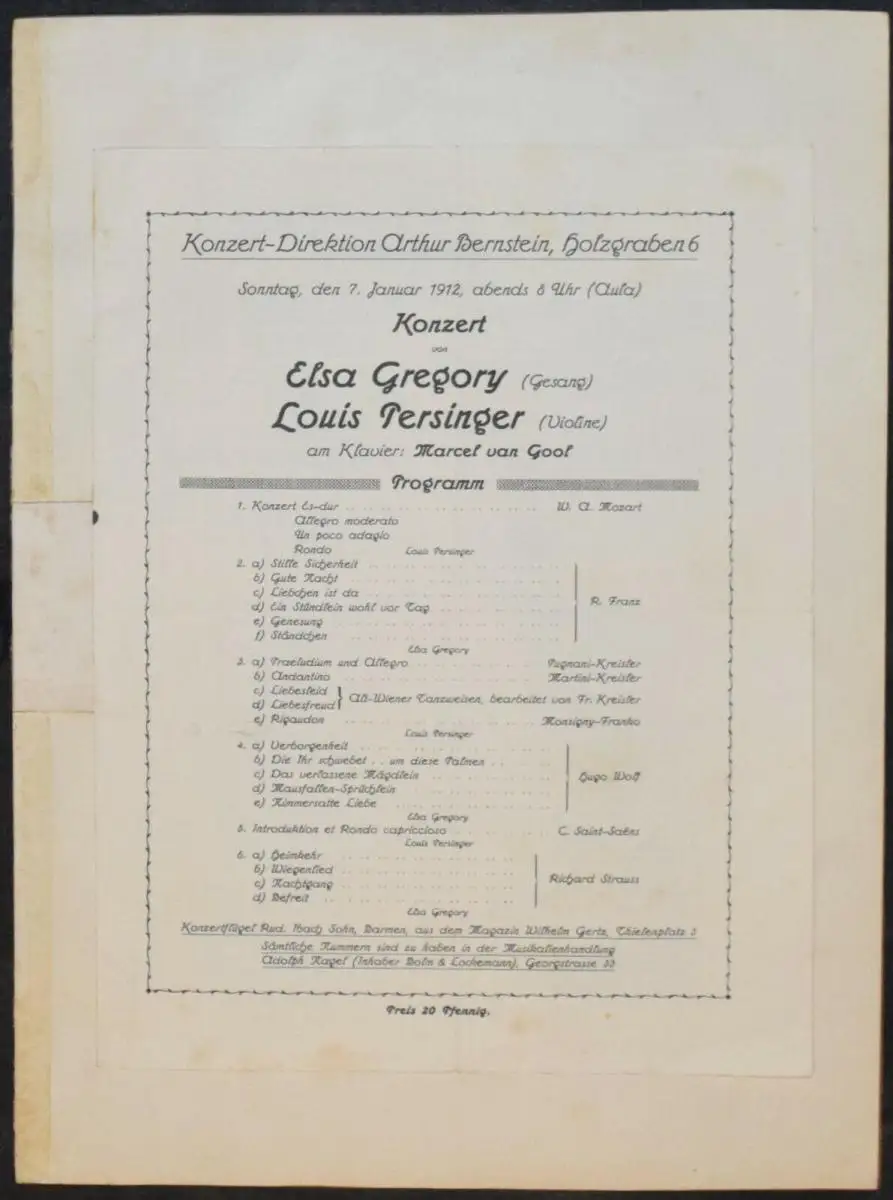 Konzert-Direktion Arthur Bernstein, Holzgraben 6
Sonntag, den 7. Januar 1912, abends 8 Uhr (Aula)
Konzert
von
Elsa Gregory (Gesang)
Louis Persinger (Violine)
am Klavier: Marcel van Gool
Programm
1. Konzert Es-dur W. A. Mozart
Allegro moderato
Un poco adagio
Rondo Louis Persinger
2. a) Stille Sicherheit
b) Gute Nacht
c) Liebchen ist da
d) Ein Stündlein wohl vor Tag
R. Franz
e) Genesung
f) Ständchen
Elsa Gregory
3. a) Praeludium und Allegro Pugnani-Kreisler
b) Andantino Martini-Kreisler
c) Liebesleid
d) Liebesfreud } Alt-Wiener Tanzweisen, bearbeitet von Fr. Kreisler
e) Rigaudon Monsigny-Franko
Louis Persinger
4. a) Verborgenheit
b) Die Ihr schwebet . . um diese Palmen . .
c) Das verlassene Mägdlein Hugo Wolf
d) Mausfallen-Sprüchlein
e) Nimmersatte Liebe
Elsa Gregory
5. Introduktion et Rondo capriccioso C. Saint-Saëns
Louis Persinger
6. a) Heimkehr
b) Wiegenlied
c) Nachtgang Richard Strauss
d) Befreit
Elsa Gregory
Konzertflügel Rud. Ibach Sohn, Barmen, aus dem Magazin Wilhelm Gertz, Thielenplatz 3
Sämtliche Nummern sind zu haben in der Musikalienhandlung
Adolph Nagel (Inhaber Bolm & Lockemann), Georgstrasse 33
Preis 20 Pfennig.